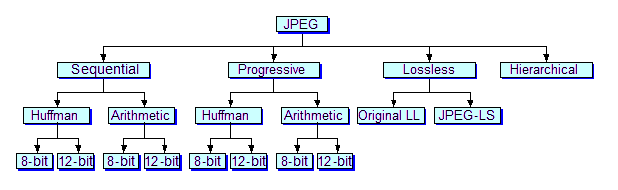 JPEG
Sequential Progressive Lossless Hierarchical
Huffman Arithmetic Huffman Arithmetic Original LL JPEG-LS
8-bit 12-bit 8-bit 12-bit 8-bit 12-bit 8-bit 12-bit